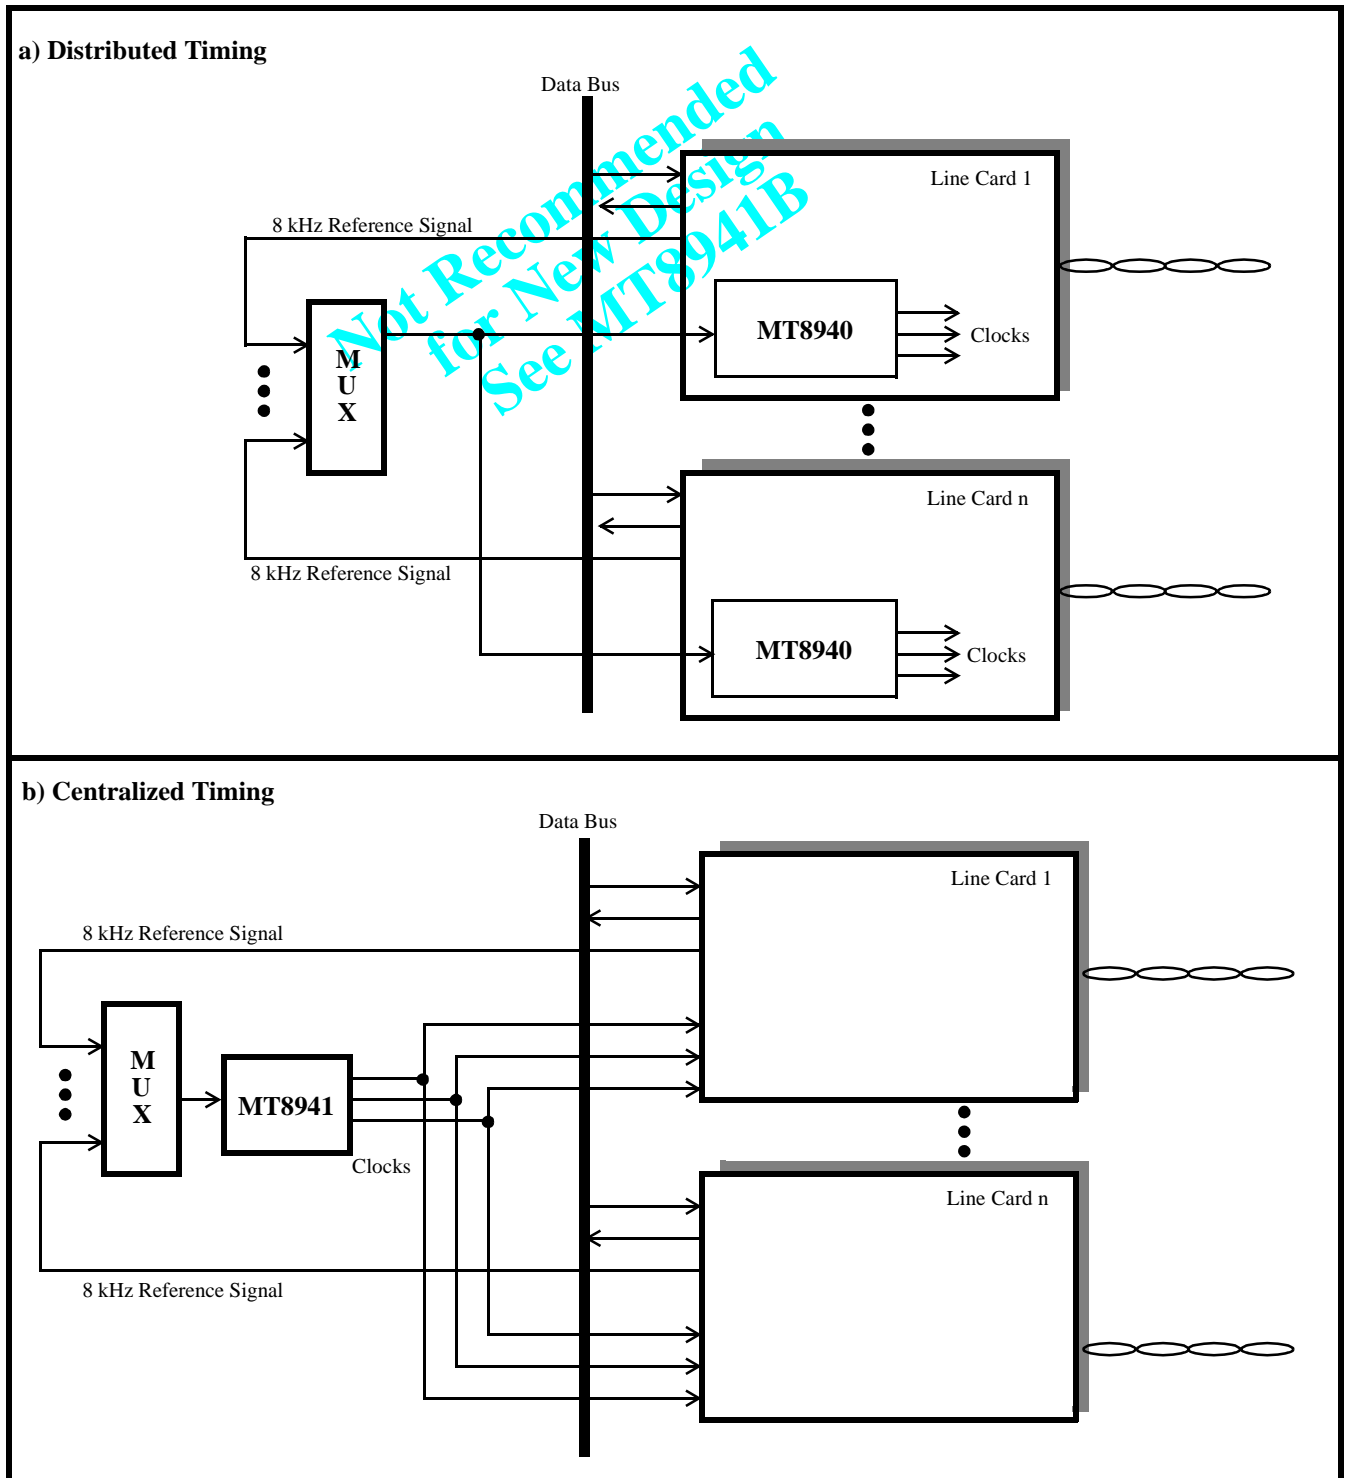 a) Distributed Timing
Data Bus
Not Recommended
for New Design
See MT8941B
Line Card 1
8 kHz Reference Signal
MUX
MT8940
Clocks
Line Card n
8 kHz Reference Signal
MT8940
Clocks
b) Centralized Timing
Data Bus
Line Card 1
8 kHz Reference Signal
MUX
MT8941
Clocks
Line Card n
8 kHz Reference Signal